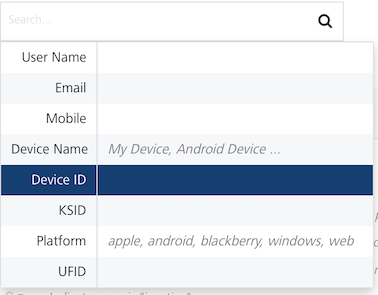 Search...
User Name
Email
Mobile
Device Name My Device, Android Device ...
Device ID
KSID
Platform apple, android, blackberry, windows, web
UFID